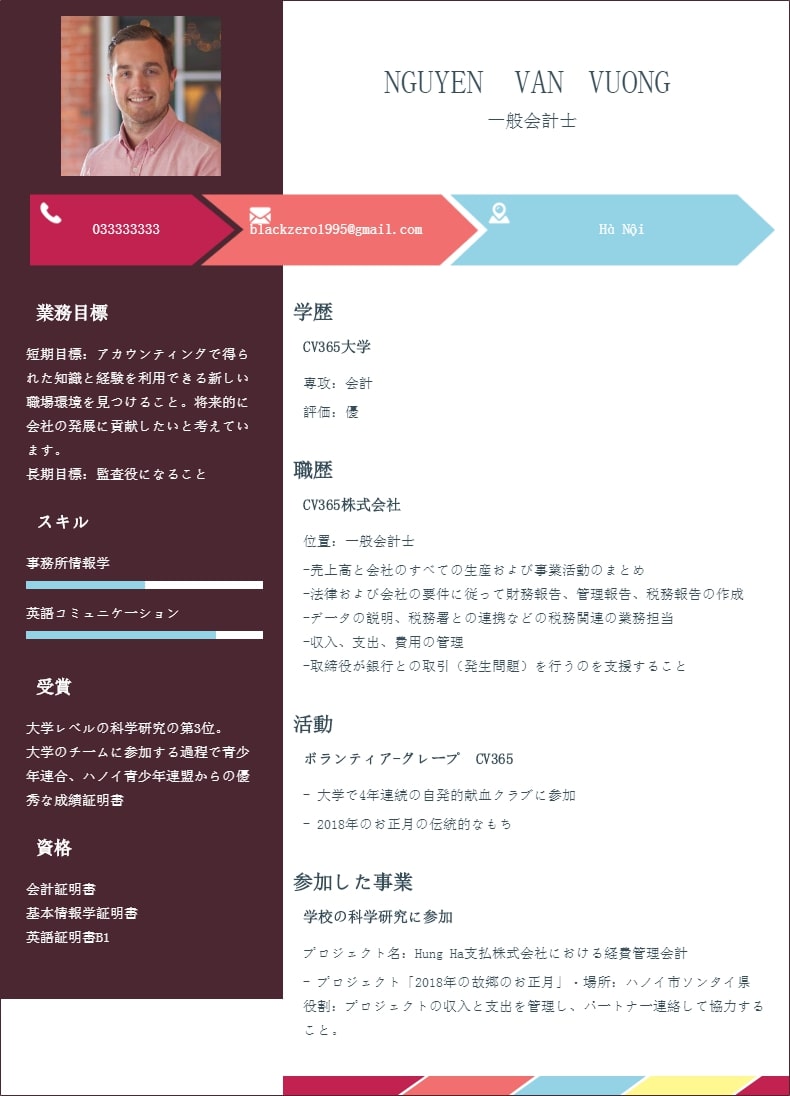 NGUYEN VAN VUONG
一般会計士
033333333
blackzero1995@gmail.com
Hà Nội
業務目標
短期目標: アカウンティングで得ら
れた知識と経験を利用できる新しい
職場環境を見つけること。将来的に
会社の発展に貢献したいと考えてい
ます。
長期目標: 監査役になること
スキル
事務所情報学
英語コミュニケーション
受賞
大学レベルの科学研究の第3位。
大学のチームに参加する過程で青少
年連合、ハノイ青少年連盟からの優
秀な成績証明書
資格
会計証明書
基本情報学証明書
英語証明書B1
学歴
CV365大学
専攻: 会計
評価: 優
職歴
CV365株式会社
位置: 一般会計士
-売上高と会社のすべての生産および事業活動のまとめ
-法律および会社の要件に従って財務報告、管理報告、税務報告の作成
-データの説明、税務署との連携などの税務関連の業務担当
-収入、支出、費用の管理
-取締役が銀行との取引（発生問題）を行うのを支援すること
活動
ボランティア-グレープ CV365
- 大学で4年連続の自発的献血クラブに参加
- 2018年のお正月の伝統的なもち
参加した事業
学校の科学研究に参加
プロジェクト名: Hung Ha支払株式会社における経費管理会計
- プロジェクト「2018年の故郷のお正月」・場所: ハノイ市ソンタイ県
役割: プロジェクトの収入と支出を管理し、パートナー連絡して協力する
こと。